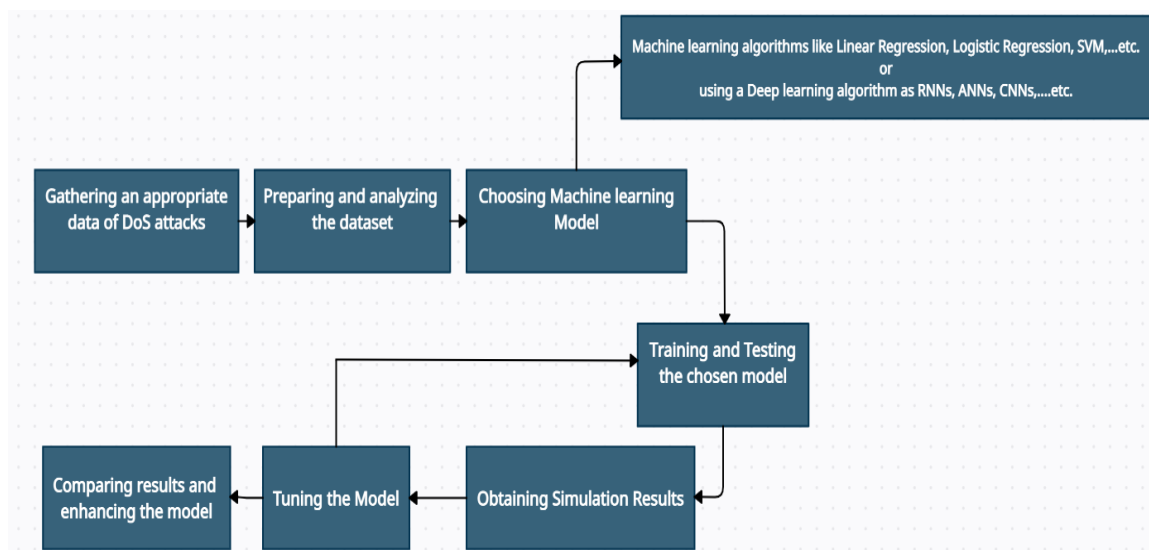 Machine learning algorithms like Linear Regression, Logistic Regression, SVM,...etc.
or
using a Deep learning algorithm as RNNs, ANNs, CNNs,....etc.
Gathering an appropriate
data of DoS attacks
Preparing and analyzing
the dataset
Choosing Machine learning
Model
Training and Testing
the chosen model
Comparing results and
enhancing the model
Tuning the Model
Obtaining Simulation Results